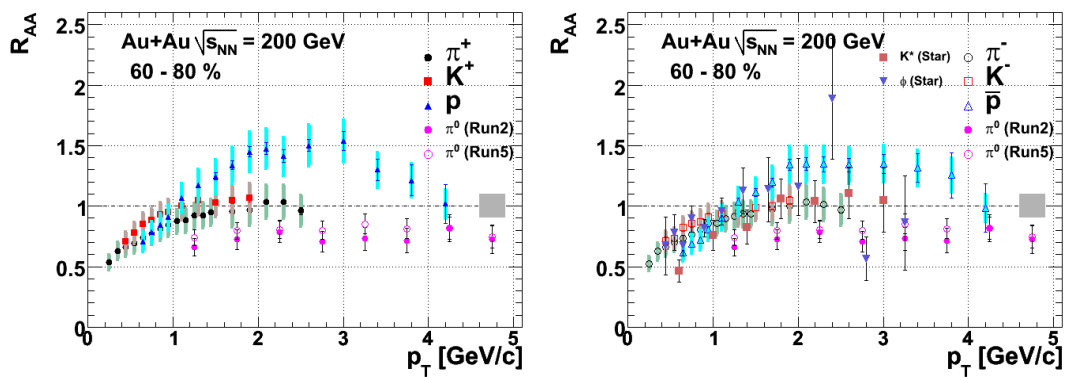 R_AA
Au+Au √s_NN = 200 GeV
60 - 80 %
π⁺
K⁺
p
π⁰ (Run2)
π⁰ (Run5)
2.5
2
1.5
1
0.5
0
0 1 2 3 4 5
p_T [GeV/c]
R_AA
Au+Au √s_NN = 200 GeV
60 - 80 %
K* (Star)
φ (Star)
π⁻
K⁻
p̅
π⁰ (Run2)
π⁰ (Run5)
2.5
2
1.5
1
0.5
0
0 1 2 3 4 5
p_T [GeV/c]